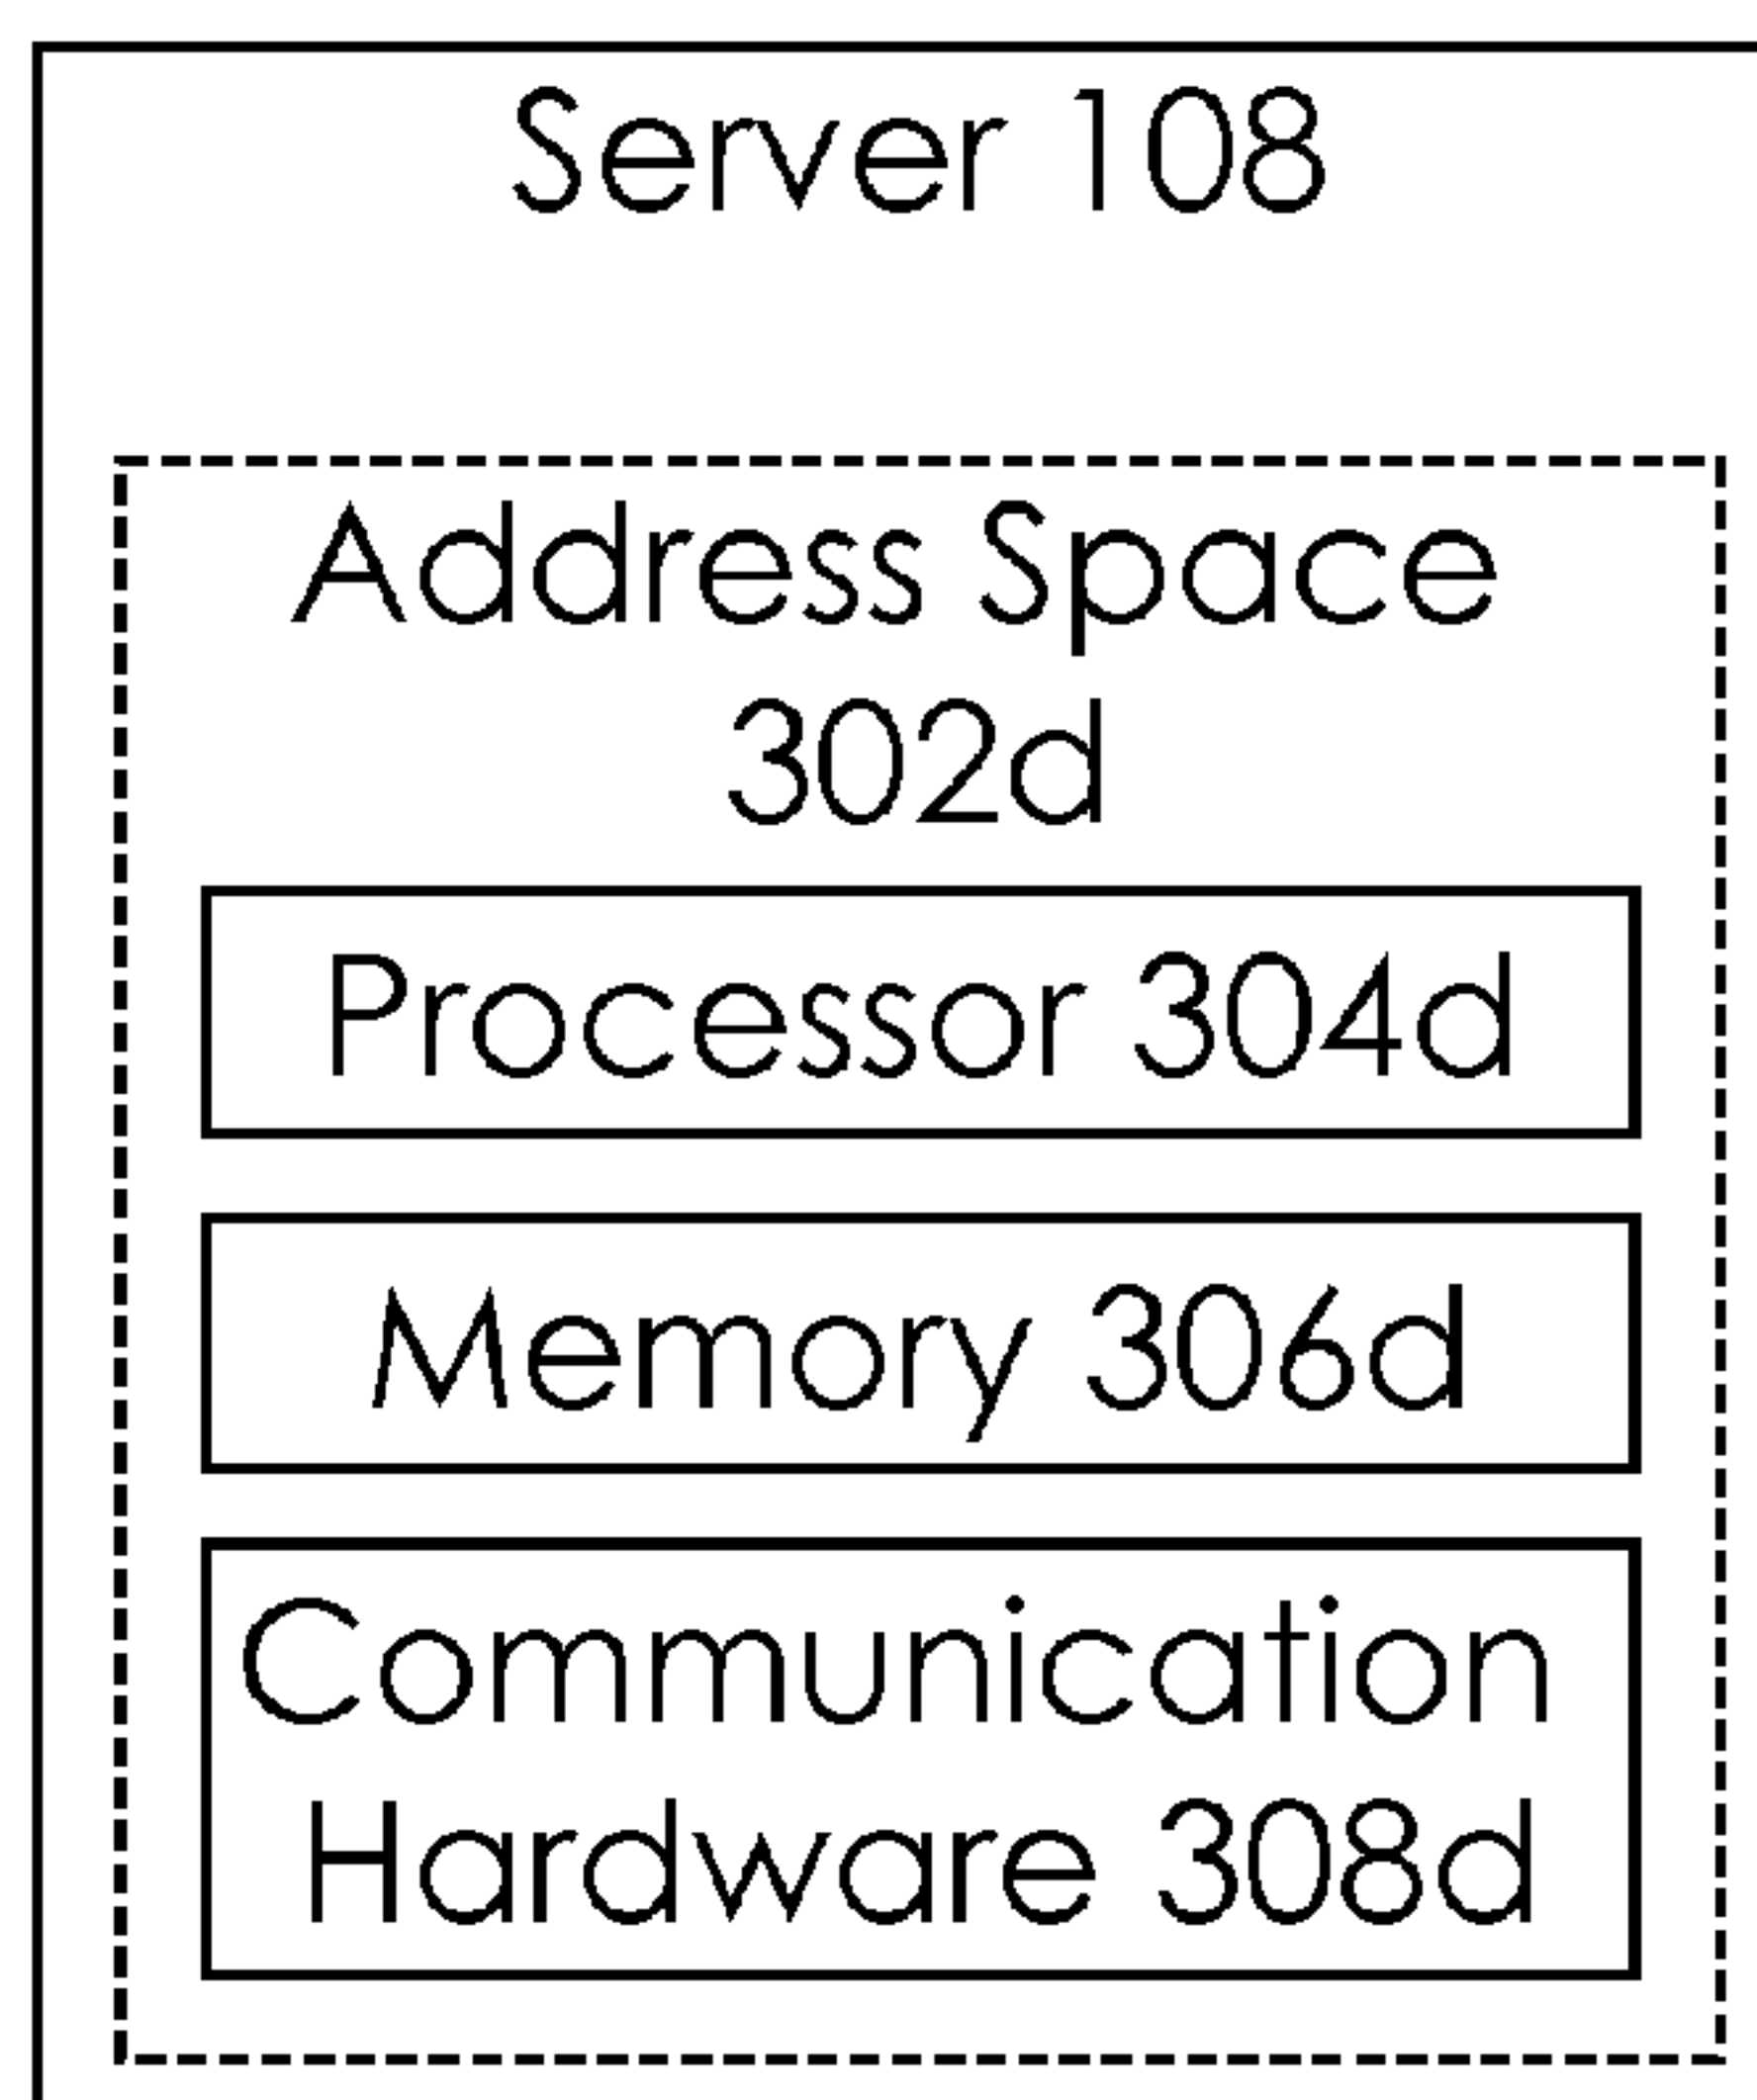 Server 108
Address Space
302d
Processor 304d
Memory 306d
Communication
Hardware 308d